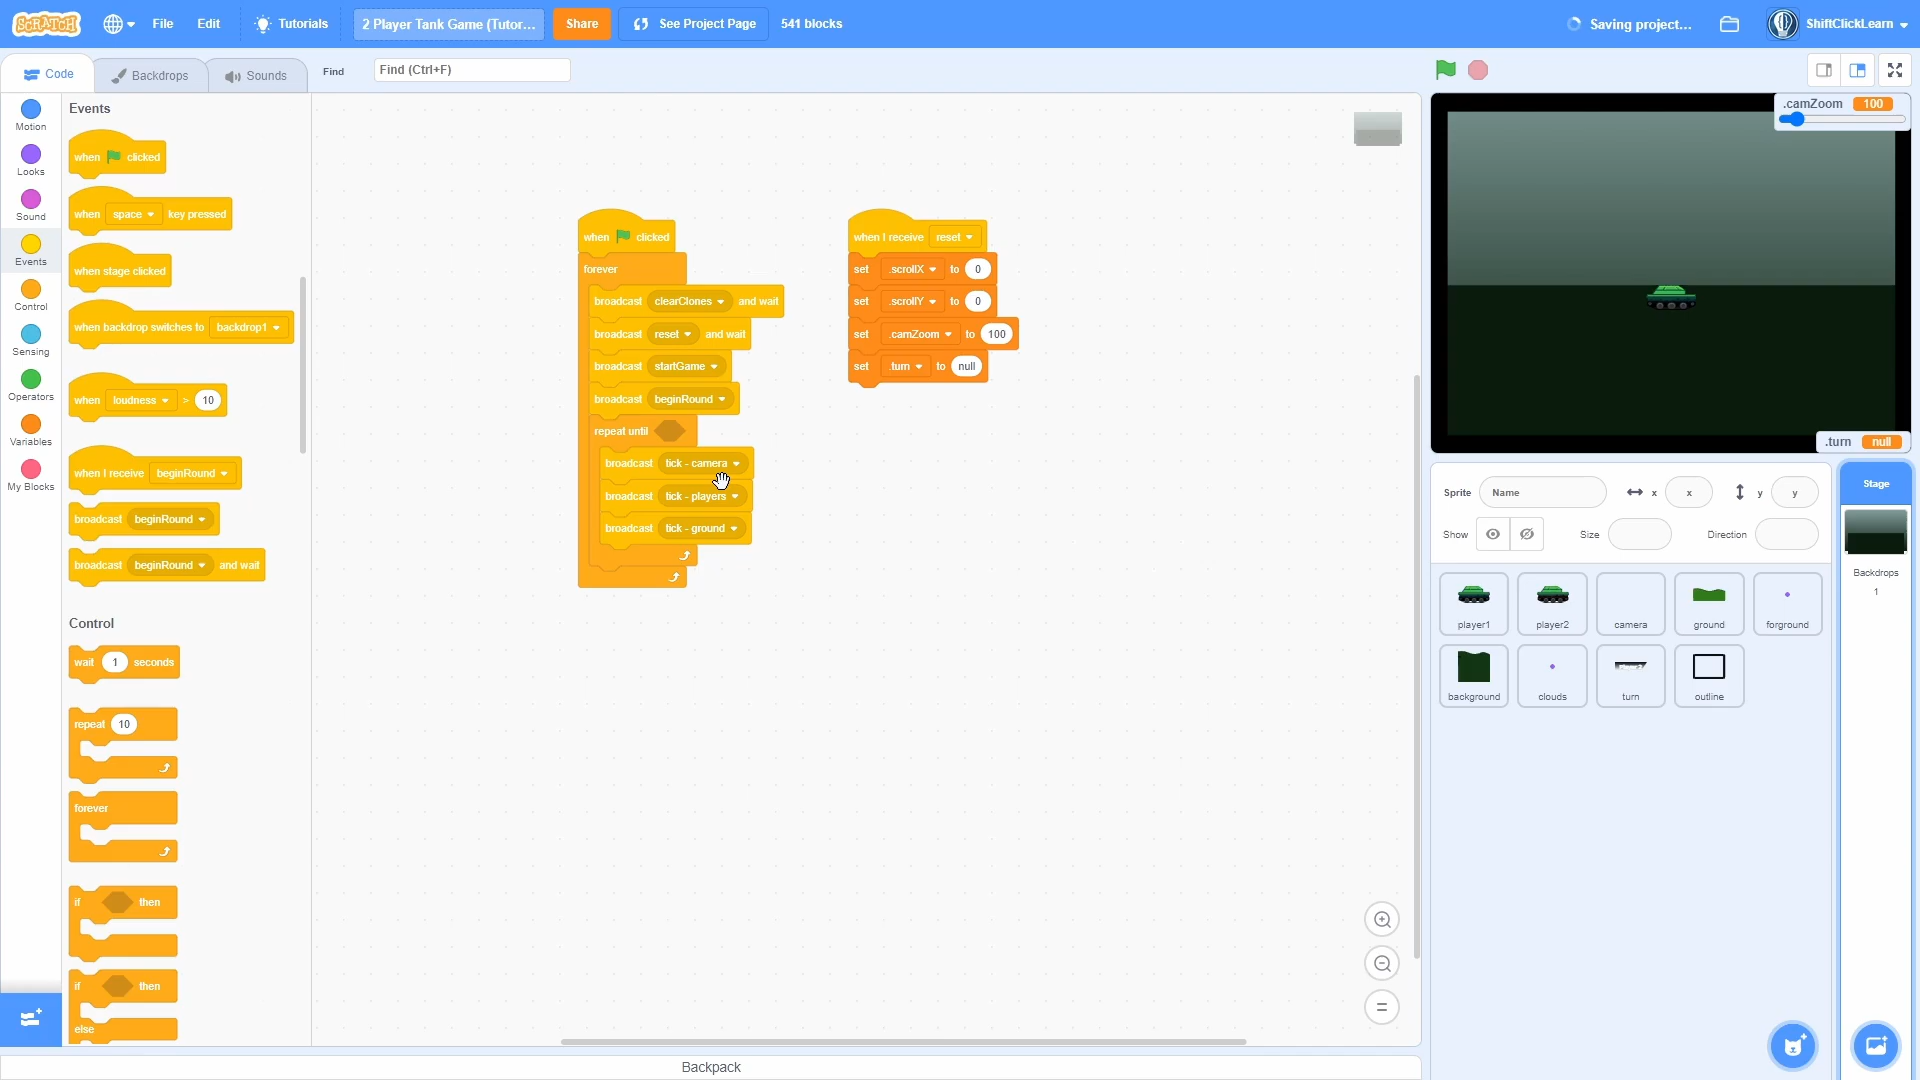 SCRATCH
File
Edit
Tutorials
2 Player Tank Game (Tutor...
Share
See Project Page
541 blocks
Saving project...
ShiftClickLearn
Code
Backdrops
Sounds
Find
Find (Ctrl+F)
Motion
Looks
Sound
Events
Control
Sensing
Operators
Variables
My Blocks
Events
when clicked
when space key pressed
when stage clicked
when backdrop switches to backdrop1
when loudness > 10
when I receive beginRound
broadcast beginRound
broadcast beginRound and wait
Control
wait 1 seconds
repeat 10
forever
if then
if then
else
when clicked
forever
broadcast clearClones and wait
broadcast reset and wait
broadcast startGame
broadcast beginRound
repeat until
broadcast tick - camera
broadcast tick - players
broadcast tick - ground
when I receive reset
set .scrollX to 0
set .scrollY to 0
set .camZoom to 100
set .turn to null
.camZoom 100
.turn null
Sprite Name x x y y
Show Size Direction
player1
player2
camera
ground
forground
background
clouds
turn
outline
Stage
Backdrops
1
Backpack